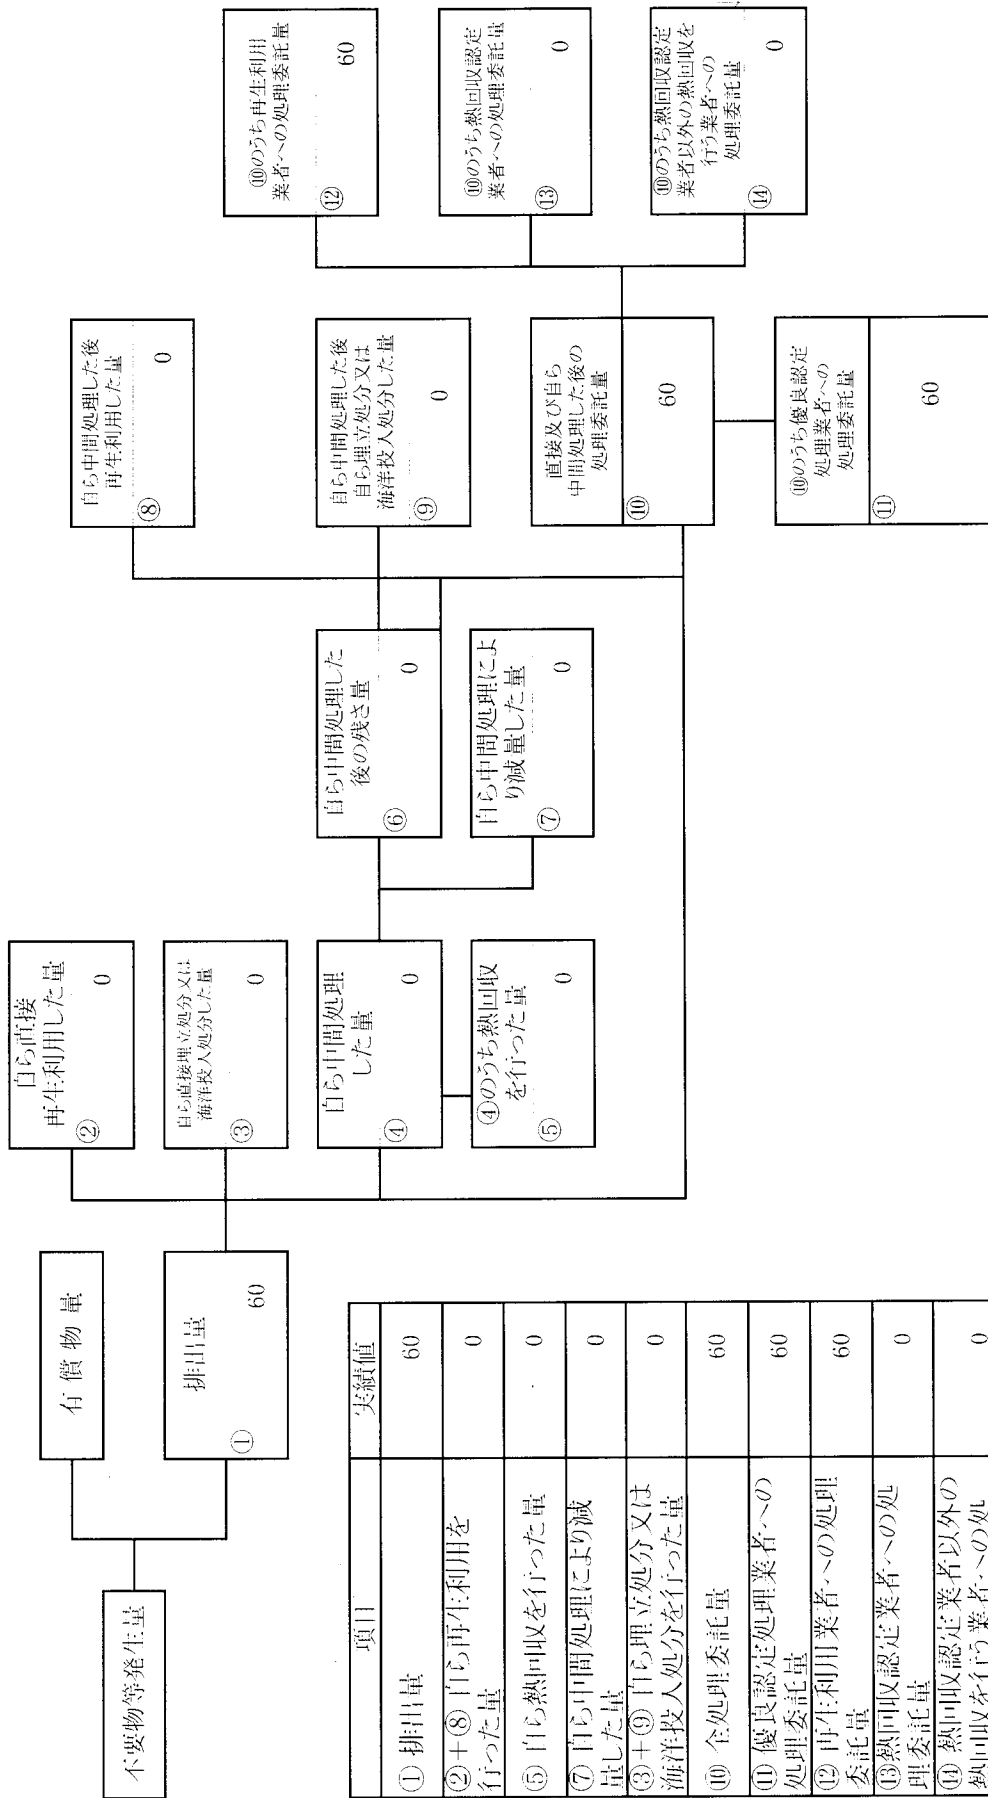 不要物等発生量
有 償 物 量
排出量
①
60
自ら直接
再生利用した量
②
0
自ら直接埋立処分又は
海洋投入処分した量
③
0
自ら中間処理
した量
④
0
④のうち熱回収
を行った量
⑤
0
自ら中間処理した
後の残さ量
⑥
0
自ら中間処理によ
り減量した量
⑦
0
自ら中間処理した後
再生利用した量
⑧
0
自ら中間処理した後
自ら埋立処分又は
海洋投入処分した量
⑨
0
直接及び自ら
中間処理した後の
処理委託量
⑩
60
⑩のうち優良認定
処理業者への
処理委託量
⑪
60
⑩のうち再生利用
業者への処理委託量
⑫
60
⑩のうち熱回収認定
業者への処理委託量
⑬
0
⑩のうち熱回収認定
業者以外の熱回収を
行う業者への
処理委託量
⑭
0
項目 実績値
①排出量 60
②+⑧自ら再生利用を
行った量 0
⑤自ら熱回収を行った量 0
⑦自ら中間処理により減
量した量 0
③+⑨自ら埋立処分又は
海洋投入処分を行った量 0
⑩ 全処理委託量 60
⑪ 優良認定処理業者への
処理委託量 60
⑫ 再生利用業者への処理
委託量 60
⑬熱回収認定業者への処
理委託量 0
⑭ 熱回収認定業者以外の
熱回収を行う業者への処 0